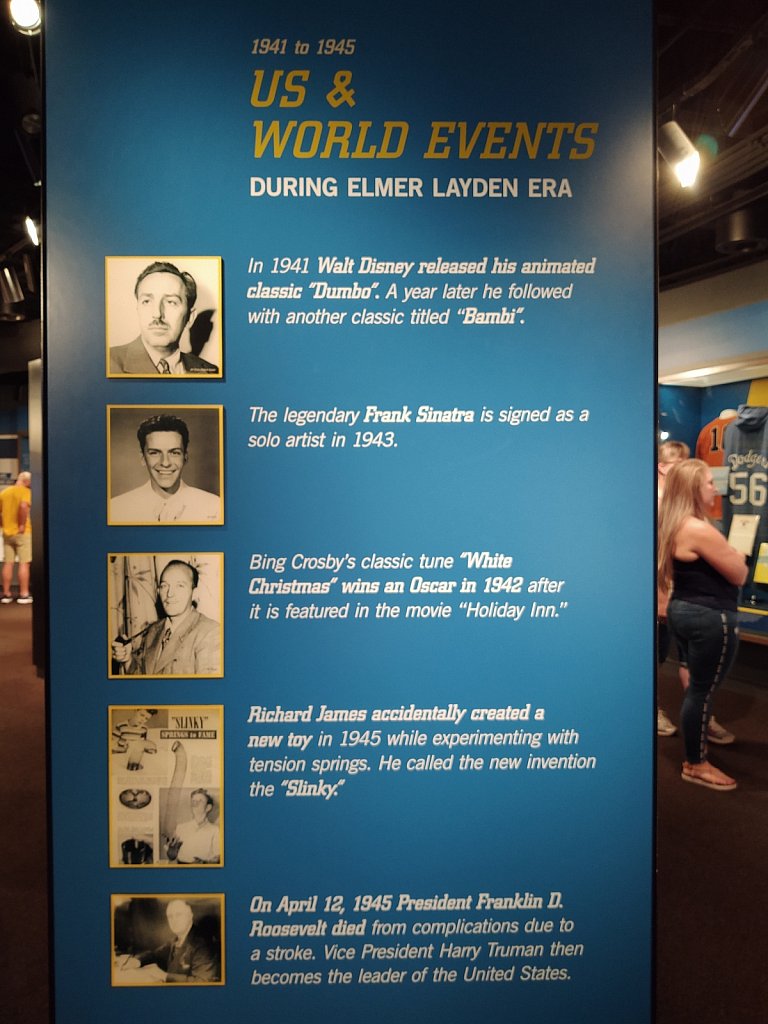 1941 to 1945
US &
WORLD EVENTS
DURING ELMER LAYDEN ERA
In 1941 Walt Disney released his animated
classic "Dumbo". A year later he followed
with another classic titled "Bambi".
The legendary Frank Sinatra is signed as a
solo artist in 1943.
Bing Crosby's classic tune "White
Christmas" wins an Oscar in 1942 after
it is featured in the movie "Holiday Inn."
"SLINKY"
SPRINGS to FAME
Richard James accidentally created a
new toy in 1945 while experimenting with
tension springs. He called the new invention
the "Slinky."
On April 12, 1945 President Franklin D.
Roosevelt died from complications due to
a stroke. Vice President Harry Truman then
becomes the leader of the United States.
Dodgers
56